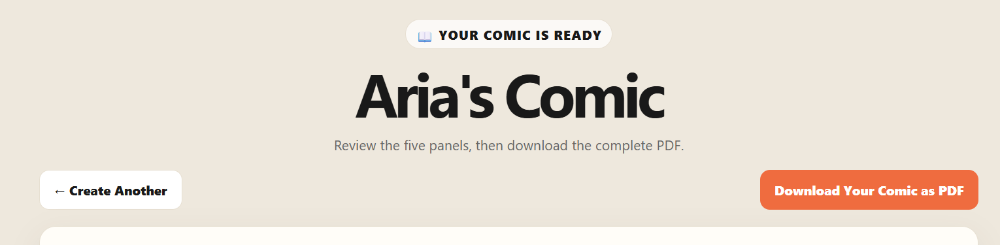 📖 YOUR COMIC IS READY
Aria's Comic
Review the five panels, then download the complete PDF.
← Create Another
Download Your Comic as PDF